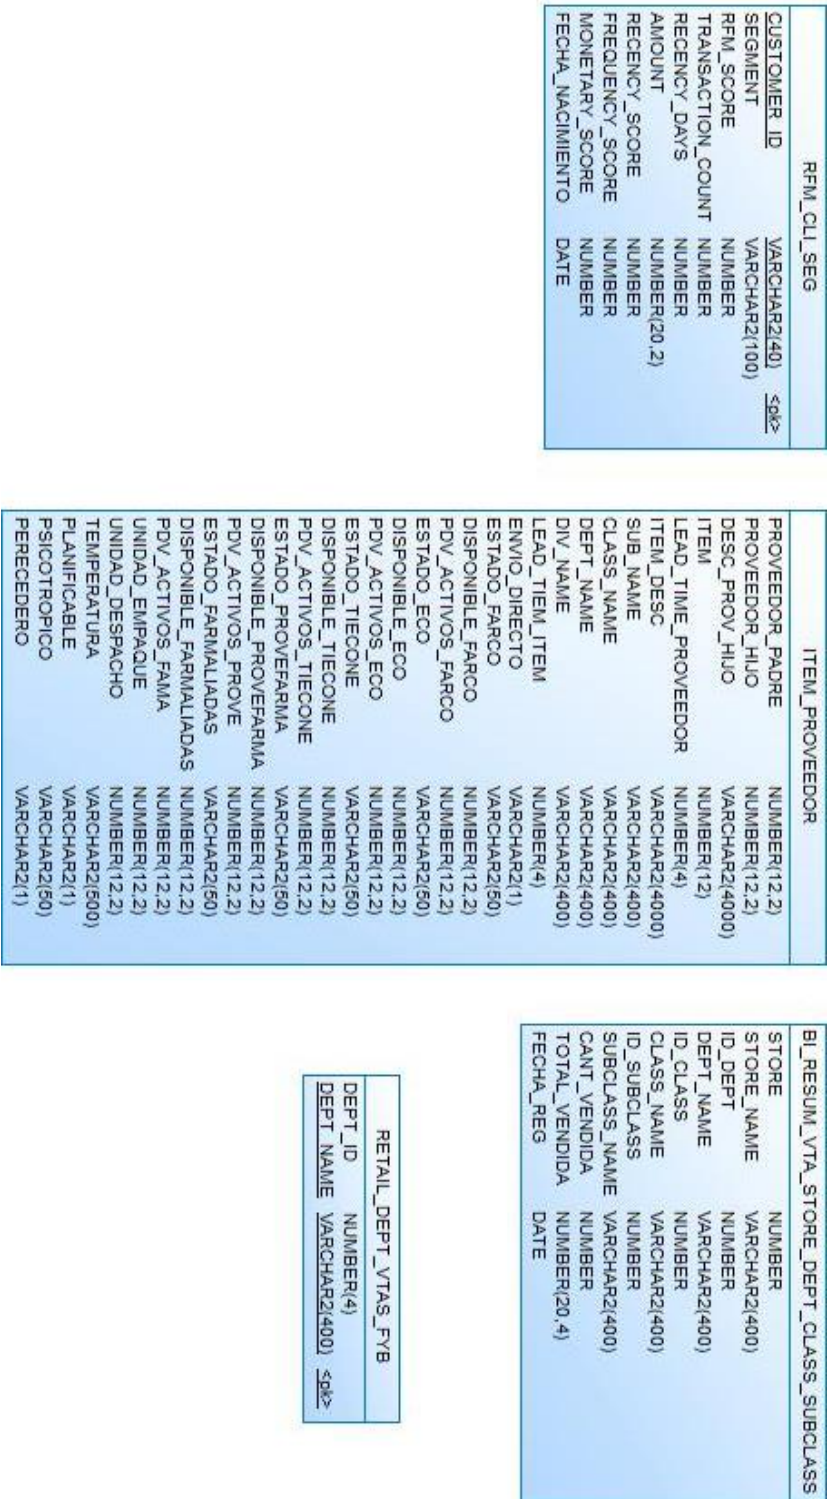 RFM_CLI_SEG
CUSTOMER_ID VARCHAR2(40) <pk>
SEGMENT VARCHAR2(100)
RFM_SCORE NUMBER
TRANSACTION_COUNT NUMBER
RECENCY_DAYS NUMBER
AMOUNT NUMBER(20,2)
RECENCY_SCORE NUMBER
FREQUENCY_SCORE NUMBER
MONETARY_SCORE NUMBER
FECHA_NACIMIENTO DATE
ITEM_PROVEEDOR
PROVEEDOR_PADRE NUMBER(12,2)
PROVEEDOR_HIJO NUMBER(12,2)
DESC_PROV_HIJO VARCHAR2(4000)
ITEM NUMBER(12)
LEAD_TIME_PROVEEDOR NUMBER(4)
ITEM_DESC VARCHAR2(4000)
SUB_NAME VARCHAR2(400)
CLASS_NAME VARCHAR2(400)
DEPT_NAME VARCHAR2(400)
DIV_NAME VARCHAR2(400)
LEAD_TIEM_ITEM NUMBER(4)
ENVIO_DIRECTO VARCHAR2(1)
ESTADO_FARCO VARCHAR2(50)
DISPONIBLE_FARCO NUMBER(12,2)
PDV_ACTIVOS_FARCO NUMBER(12,2)
ESTADO_ECO VARCHAR2(50)
DISPONIBLE_ECO NUMBER(12,2)
PDV_ACTIVOS_ECO NUMBER(12,2)
ESTADO_TIECONE VARCHAR2(50)
DISPONIBLE_TIECONE NUMBER(12,2)
PDV_ACTIVOS_TIECONE NUMBER(12,2)
ESTADO_PROVEFARMA VARCHAR2(50)
DISPONIBLE_PROVEFARMA NUMBER(12,2)
PDV_ACTIVOS_PROVE NUMBER(12,2)
ESTADO_FARMALIADAS VARCHAR2(50)
DISPONIBLE_FARMALIADAS NUMBER(12,2)
PDV_ACTIVOS_FAMA NUMBER(12,2)
UNIDAD_EMPAQUE NUMBER(12,2)
UNIDAD_DESPACHO NUMBER(12,2)
TEMPERATURA VARCHAR2(500)
PLANIFICABLE VARCHAR2(1)
PSICOTROPICO VARCHAR2(50)
PERECEDERO VARCHAR2(1)
BI_RESUM_VTA_STORE_DEPT_CLASS_SUBCLASS
STORE NUMBER
STORE_NAME VARCHAR2(400)
ID_DEPT NUMBER
DEPT_NAME VARCHAR2(400)
ID_CLASS NUMBER
CLASS_NAME VARCHAR2(400)
ID_SUBCLASS NUMBER
SUBCLASS_NAME VARCHAR2(400)
CANT_VENDIDA NUMBER
TOTAL_VENDIDA NUMBER(20,4)
FECHA_REG DATE
RETAIL_DEPT_VTAS_FYB
DEPT_ID NUMBER(4)
DEPT_NAME VARCHAR2(400) <pk>